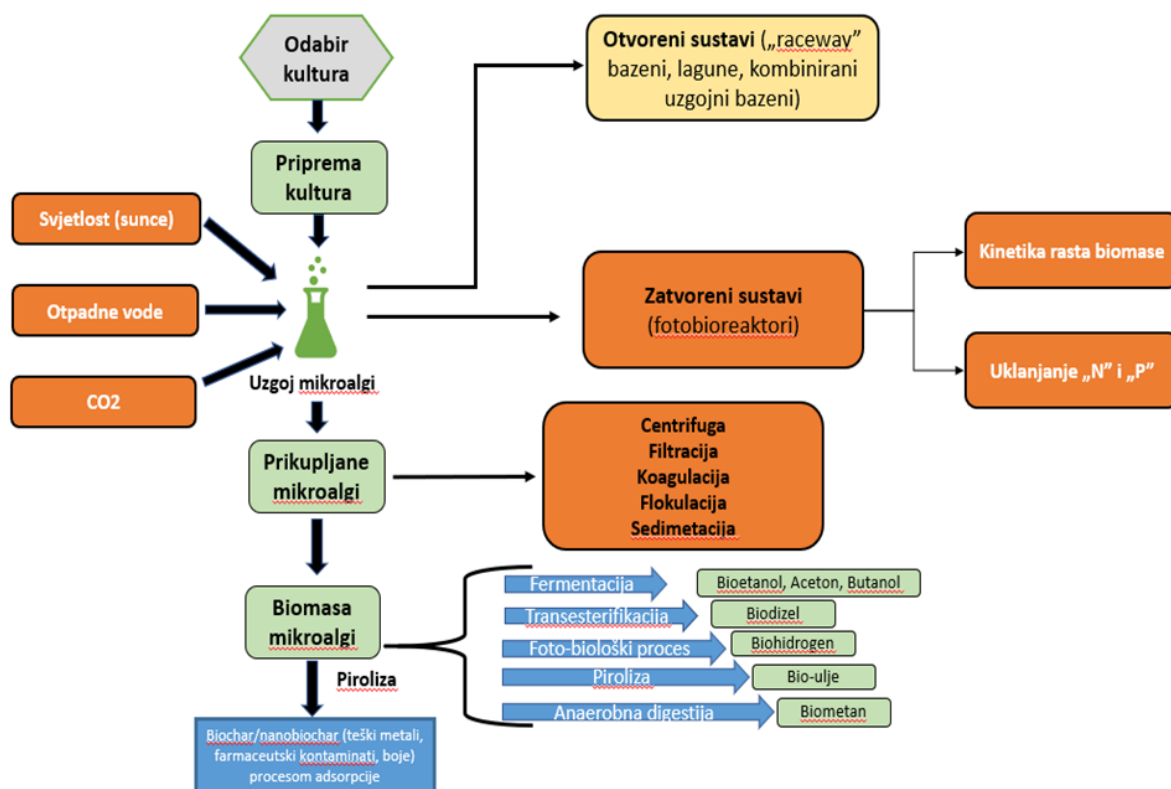 Odabir
kultura
Otvoreni sustavi („raceway”
bazeni, lagune, kombinirani
uzgojni bazeni)
Priprema
kultura
Svjetlost (sunce)
Otpadne vode
CO2
Uzgoj mikroalgi
Zatvoreni sustavi
(fotobioreaktori)
Kinetika rasta biomase
Uklanjanje „N” i „P”
Prikupljane
mikroalgi
Centrifuga
Filtracija
Koagulacija
Flokulacija
Sedimetacija
Biomasa
mikroalgi
Fermentacija
Bioetanol, Aceton, Butanol
Transesterifikacija
Biodizel
Foto-biološki proces
Biohidrogen
Piroliza
Bio-ulje
Anaerobna digestija
Biometan
Piroliza
Biochar/nanobiochar (teški metali,
farmaceutski kontaminati, boje)
procesom adsorpcije